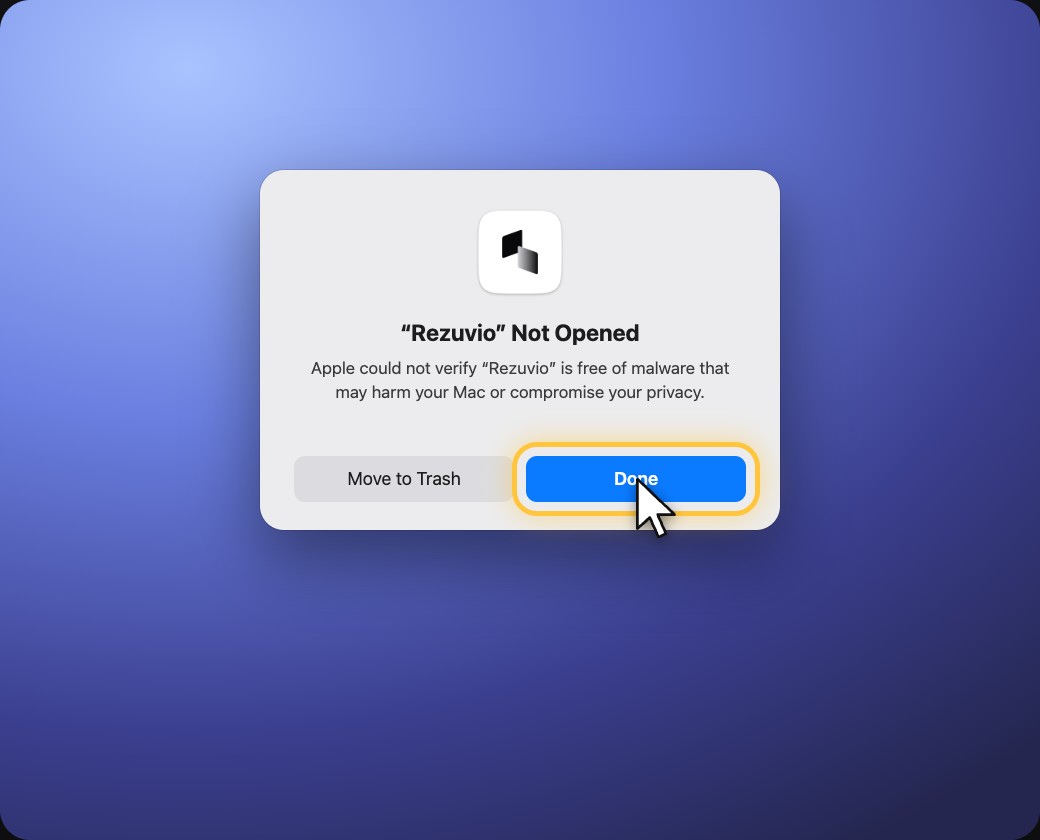 “Rezuvio” Not Opened
Apple could not verify “Rezuvio” is free of malware that
may harm your Mac or compromise your privacy.
Move to Trash
Done